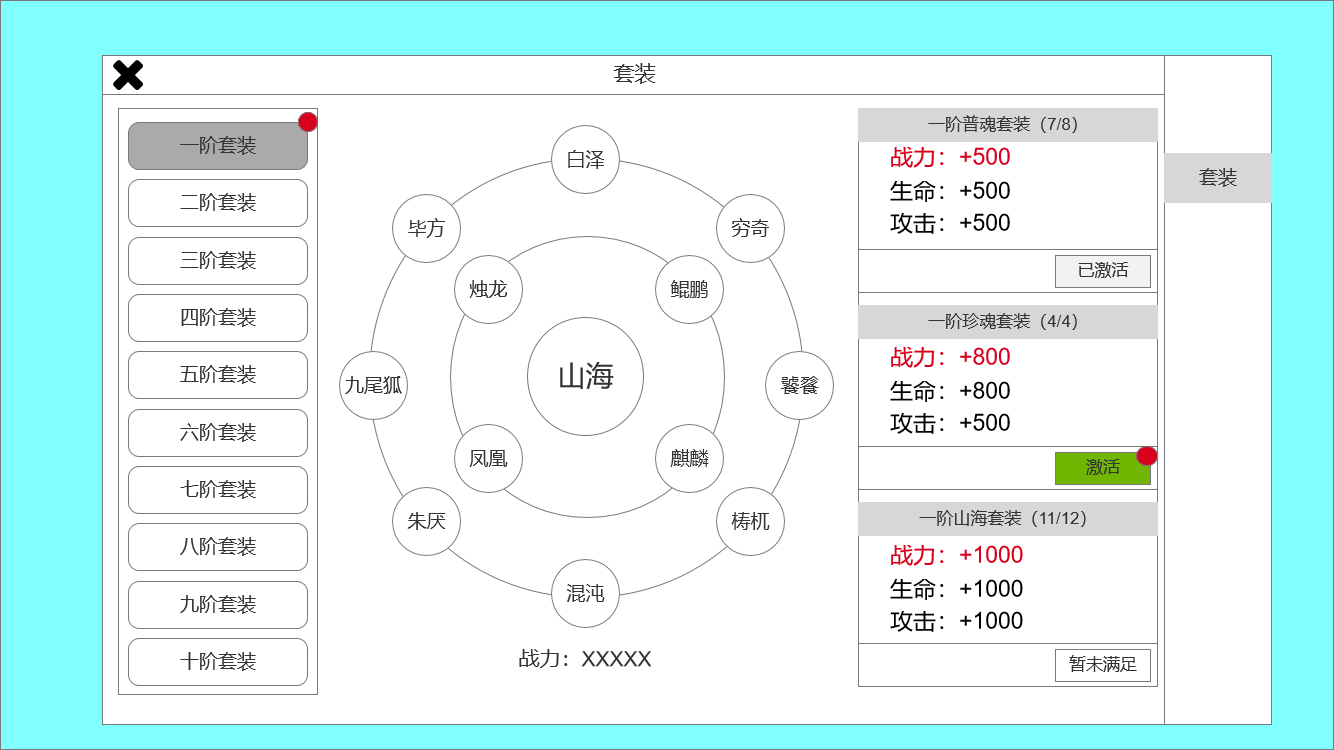 套装
一阶套装
二阶套装
三阶套装
四阶套装
五阶套装
六阶套装
七阶套装
八阶套装
九阶套装
十阶套装
白泽
毕方
穷奇
烛龙
鲲鹏
山海
九尾狐
饕餮
凤凰
麒麟
朱厌
梼杌
混沌
战力：XXXXX
一阶普魂套装（7/8）
战力：+500
生命：+500
攻击：+500
已激活
一阶珍魂套装（4/4）
战力：+800
生命：+800
攻击：+500
激活
一阶山海套装（11/12）
战力：+1000
生命：+1000
攻击：+1000
暂未满足
套装